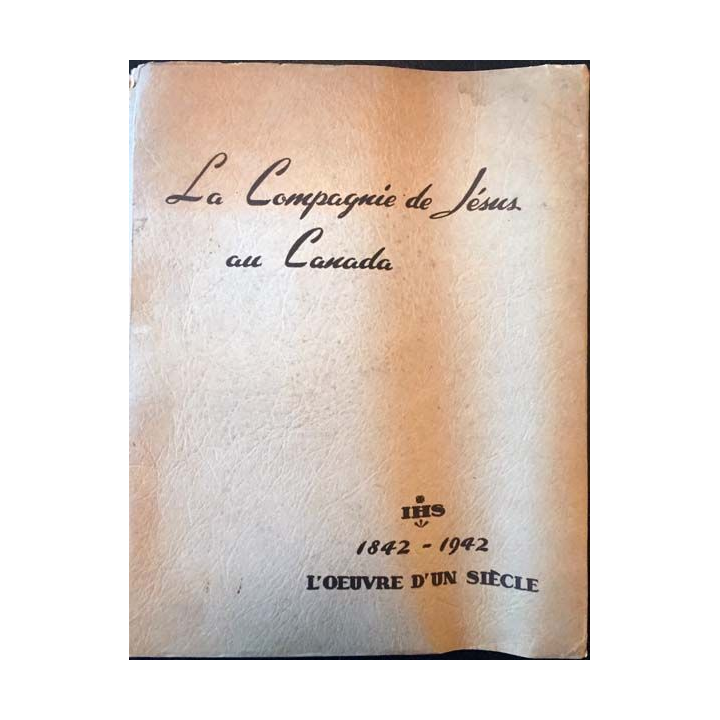 La Compagnie de Jésus
au Canada
IHS
1842 - 1942
L'OEUVRE D'UN SIÈCLE